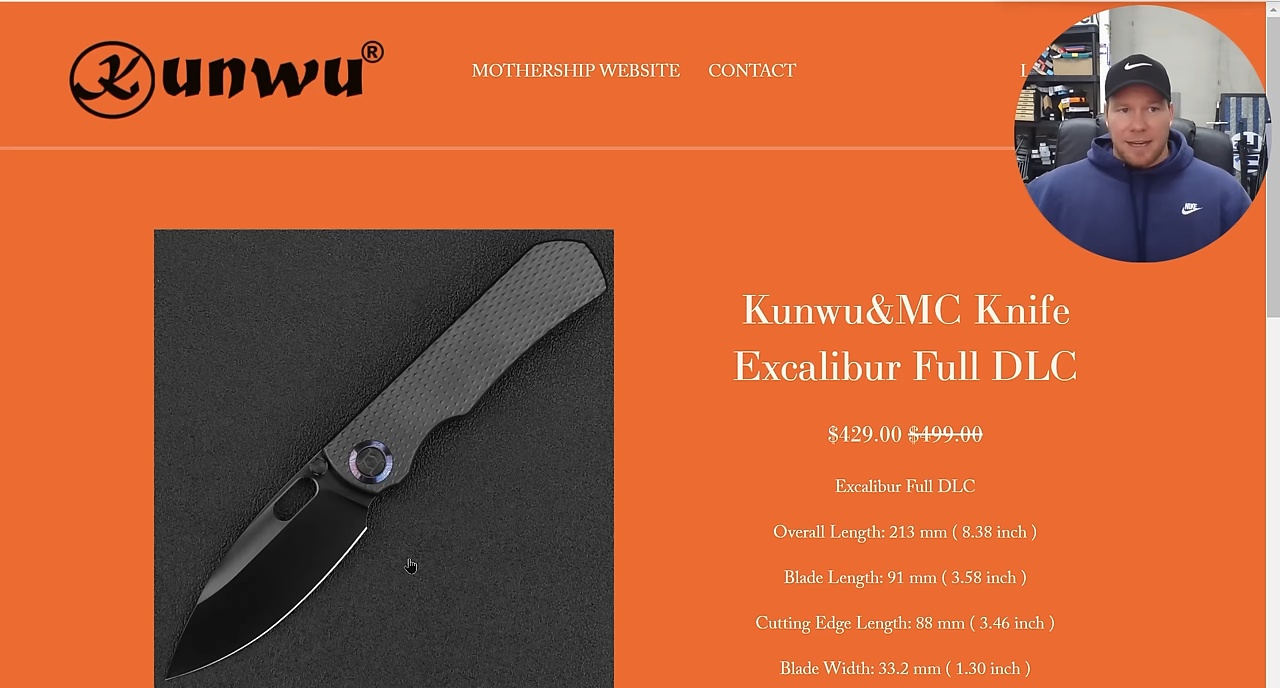 Kunwu®
MOTHERSHIP WEBSITE CONTACT
Kunwu&MC Knife
Excalibur Full DLC
$429.00 $499.00
Excalibur Full DLC
Overall Length: 213 mm ( 8.38 inch )
Blade Length: 91 mm ( 3.58 inch )
Cutting Edge Length: 88 mm ( 3.46 inch )
Blade Width: 33.2 mm ( 1.30 inch )
NIKE